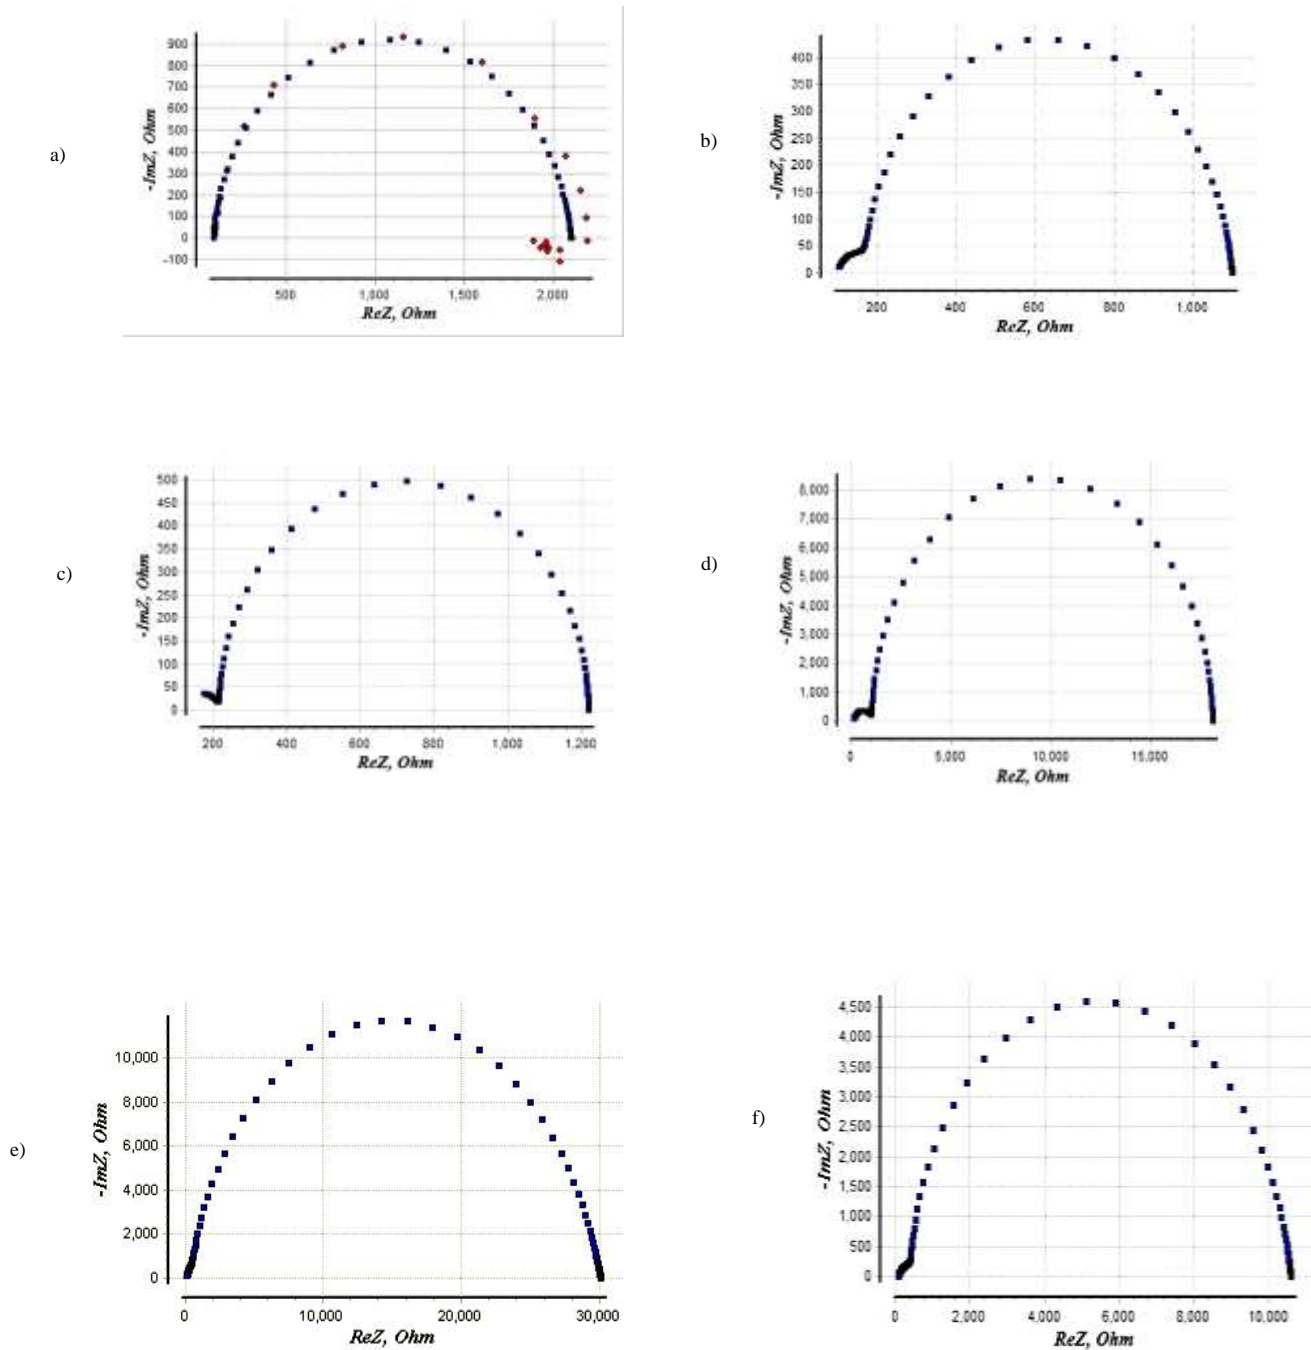 a)
900
800
700
600
500
400
300
200
100
0
-100
-ImZ, Ohm
500 1,000 1,500 2,000
ReZ, Ohm
b)
400
350
300
250
200
150
100
50
0
-ImZ, Ohm
200 400 600 800 1,000
ReZ, Ohm
c)
500
450
400
350
300
250
200
150
100
50
0
-ImZ, Ohm
200 400 600 800 1,000 1,200
ReZ, Ohm
d)
8,000
7,000
6,000
5,000
4,000
3,000
2,000
1,000
0
-ImZ, Ohm
0 5,000 10,000 15,000
ReZ, Ohm
e)
10,000
8,000
6,000
4,000
2,000
0
-ImZ, Ohm
0 10,000 20,000 30,000
ReZ, Ohm
f)
4,500
4,000
3,500
3,000
2,500
2,000
1,500
1,000
500
0
-ImZ, Ohm
0 2,000 4,000 6,000 8,000 10,000
ReZ, Ohm